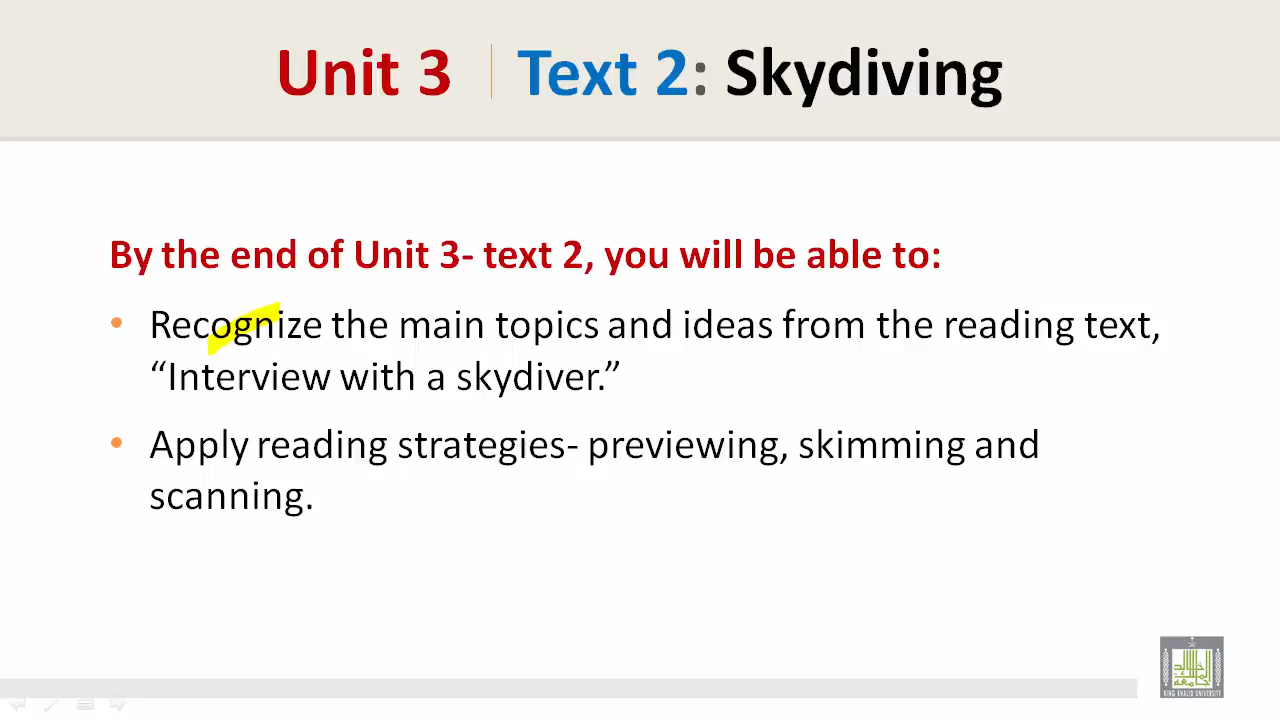 Unit 3 Text 2: Skydiving
By the end of Unit 3- text 2, you will be able to:
• Recognize the main topics and ideas from the reading text,
“Interview with a skydiver.”
• Apply reading strategies- previewing, skimming and
scanning.
KING KHALID UNIVERSITY